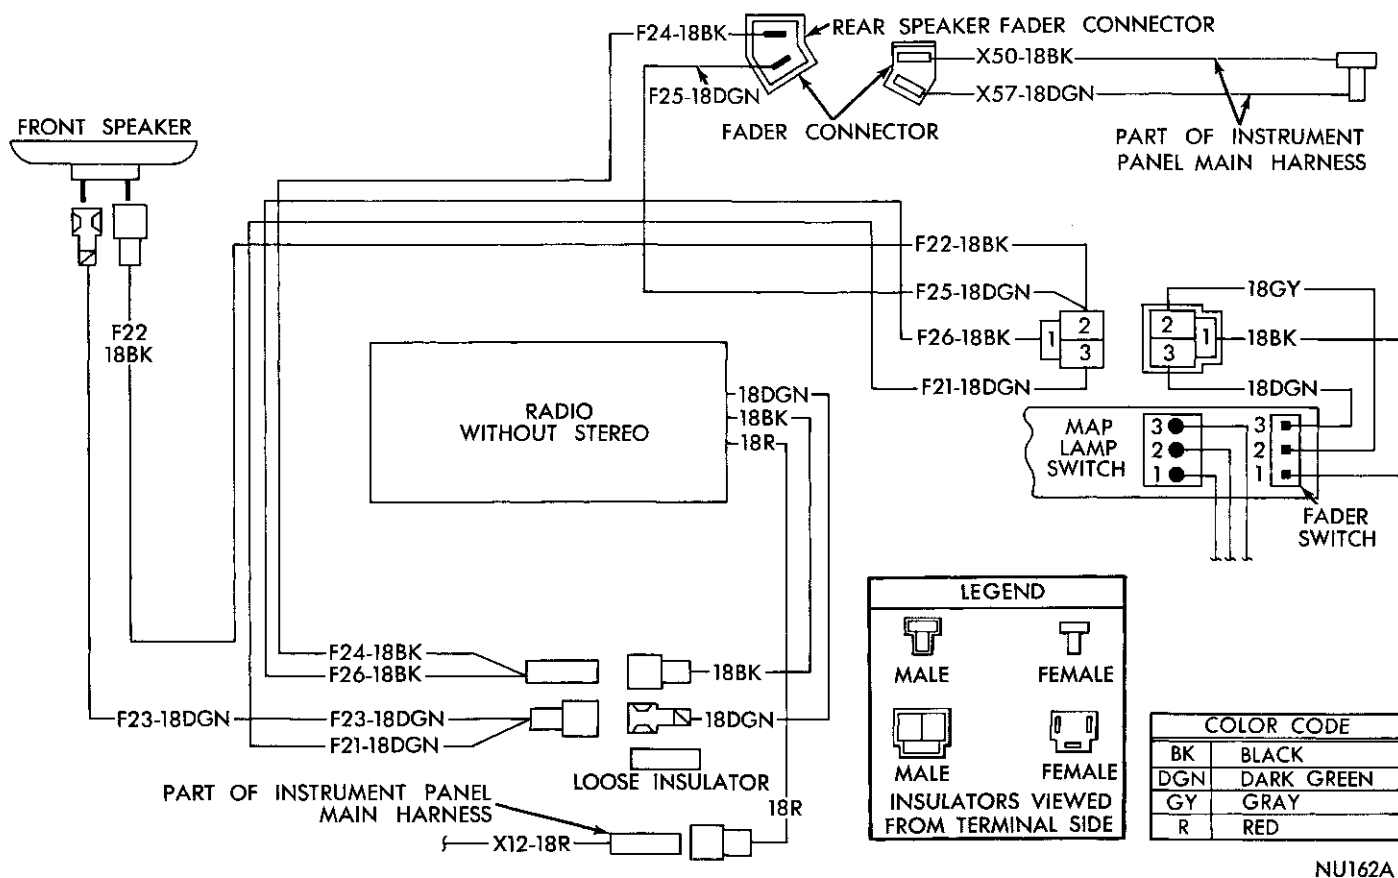 F24-18BK
REAR SPEAKER FADER CONNECTOR
X50-18BK
F25-18DGN
X57-18DGN
FADER CONNECTOR
PART OF INSTRUMENT
PANEL MAIN HARNESS
FRONT SPEAKER
F22-18BK
F25-18DGN
18GY
F22
18BK
2
1
3
F26-18BK
2
1
3
18BK
F21-18DGN
18DGN
RADIO
WITHOUT STEREO
18DGN
18BK
18R
MAP
LAMP
SWITCH
3
2
1
3
2
1
FADER
SWITCH
LEGEND
MALE
FEMALE
MALE
FEMALE
INSULATORS VIEWED
FROM TERMINAL SIDE
F24-18BK
F26-18BK
18BK
F23-18DGN
F23-18DGN
18DGN
F21-18DGN
LOOSE INSULATOR
PART OF INSTRUMENT PANEL
MAIN HARNESS
18R
X12-18R
COLOR CODE
BK BLACK
DGN DARK GREEN
GY GRAY
R RED
NU162A